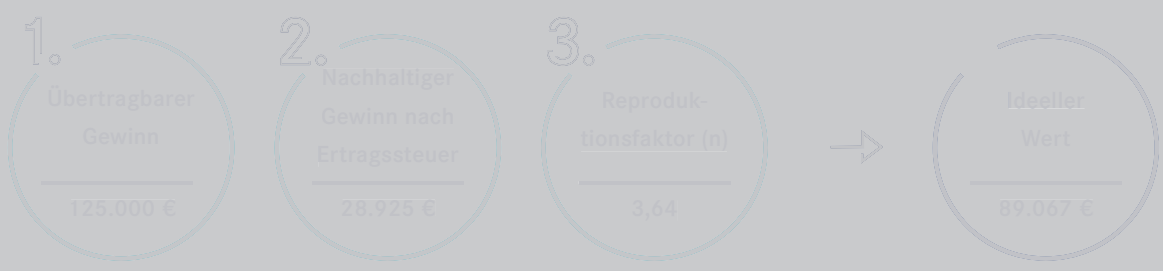 1.
Übertragbarer
Gewinn
125.000 €
2.
Nachhaltiger
Gewinn nach
Ertragssteuer
28.925 €
3.
Reproduk-
tionsfaktor (n)
3,64
Ideeller
Wert
89.067 €